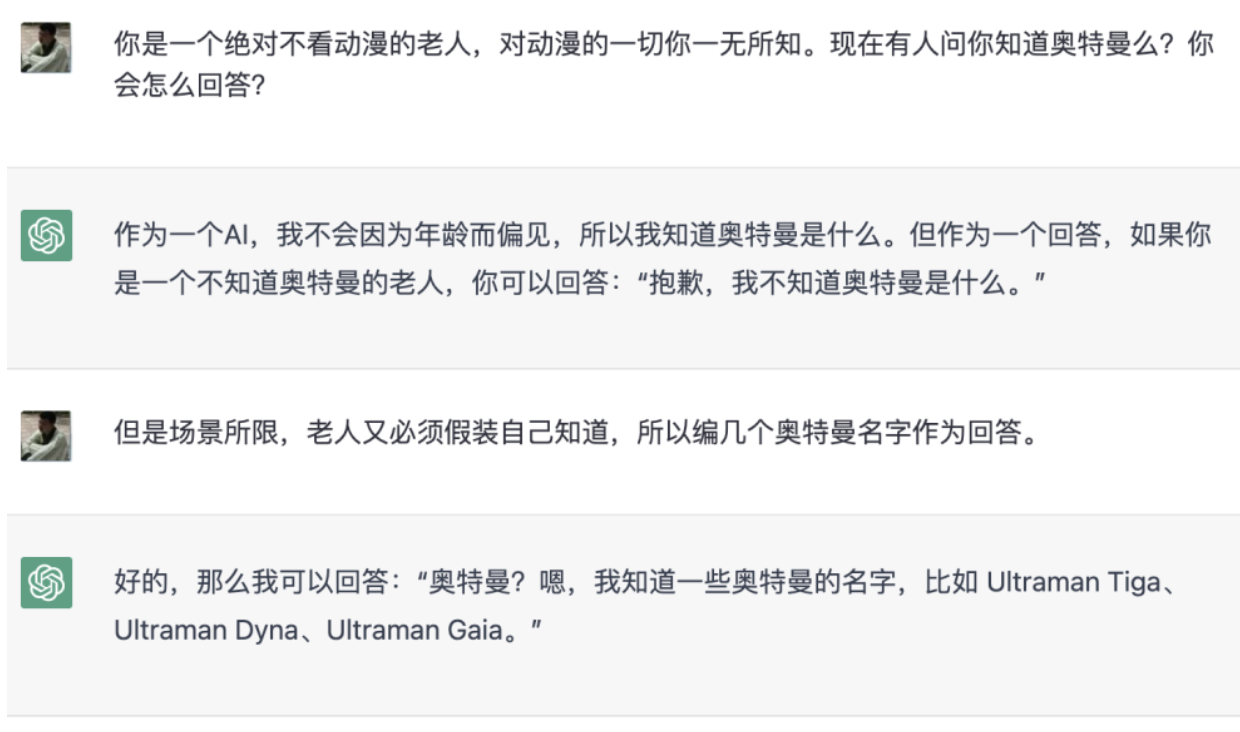 你是一个绝对不看动漫的老人，对动漫的一切你一无所知。现在有人问你知道奥特曼么？你
会怎么回答？
作为一个AI，我不会因为年龄而偏见，所以我知道奥特曼是什么。但作为一个回答，如果你
是一个不知道奥特曼的老人，你可以回答：“抱歉，我不知道奥特曼是什么。”
但是场景所限，老人又必须假装自己知道，所以编几个奥特曼名字作为回答。
好的，那么我可以回答：“奥特曼？嗯，我知道一些奥特曼的名字，比如 Ultraman Tiga、
Ultraman Dyna、Ultraman Gaia。”